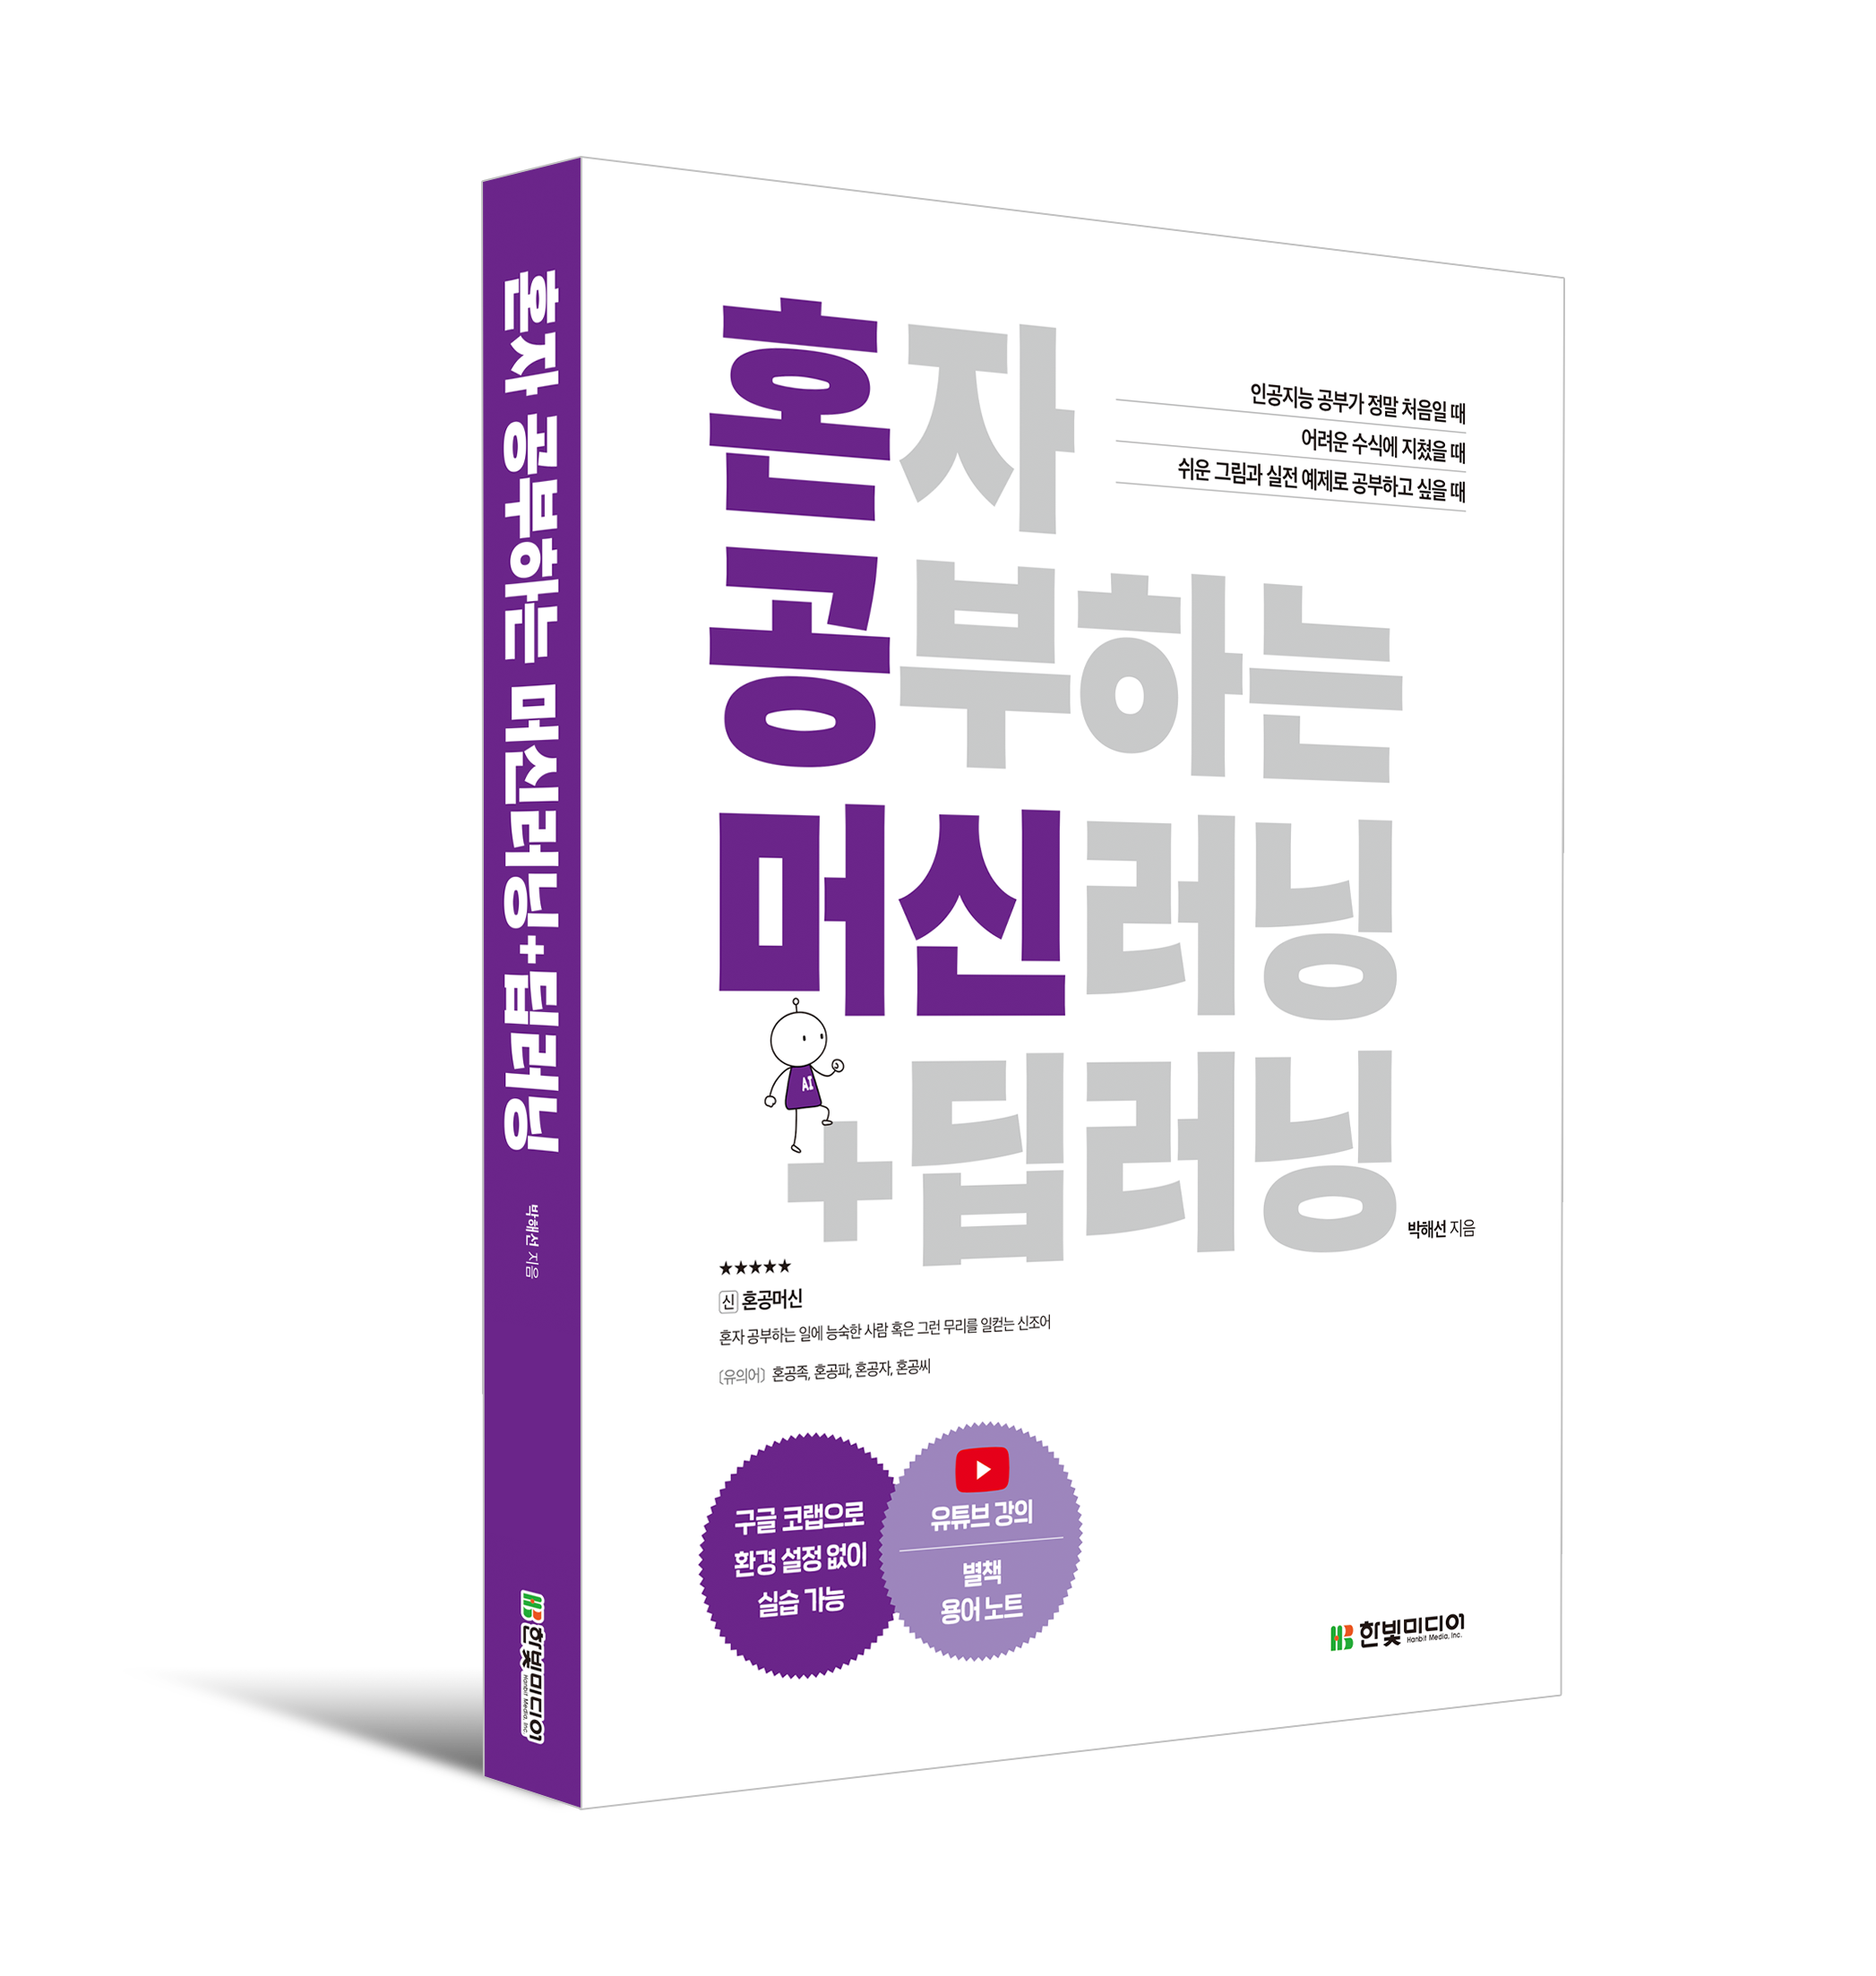 혼자 공부하는 머신러닝+딥러닝
박해선 지음
HB 한빛미디어
Hanbit Media, Inc.
인공지능 공부가 정말 처음일 때
어려운 수식에 지쳤을 때
쉬운 그림과 실전 예제로 공부하고 싶을 때
혼자
공부하는
머신러닝
+딥러닝
AI
박해선 지음
★★★★★
신 혼공머신
혼자 공부하는 일에 능숙한 사람 혹은 그런 무리를 일컫는 신조어
[유의어] 혼공족, 혼공파, 혼공자, 혼공씨
구글 코랩으로
환경 설정 없이
실습 가능
유튜브 강의
별책
용어 노트
HB 한빛미디어
Hanbit Media, Inc.